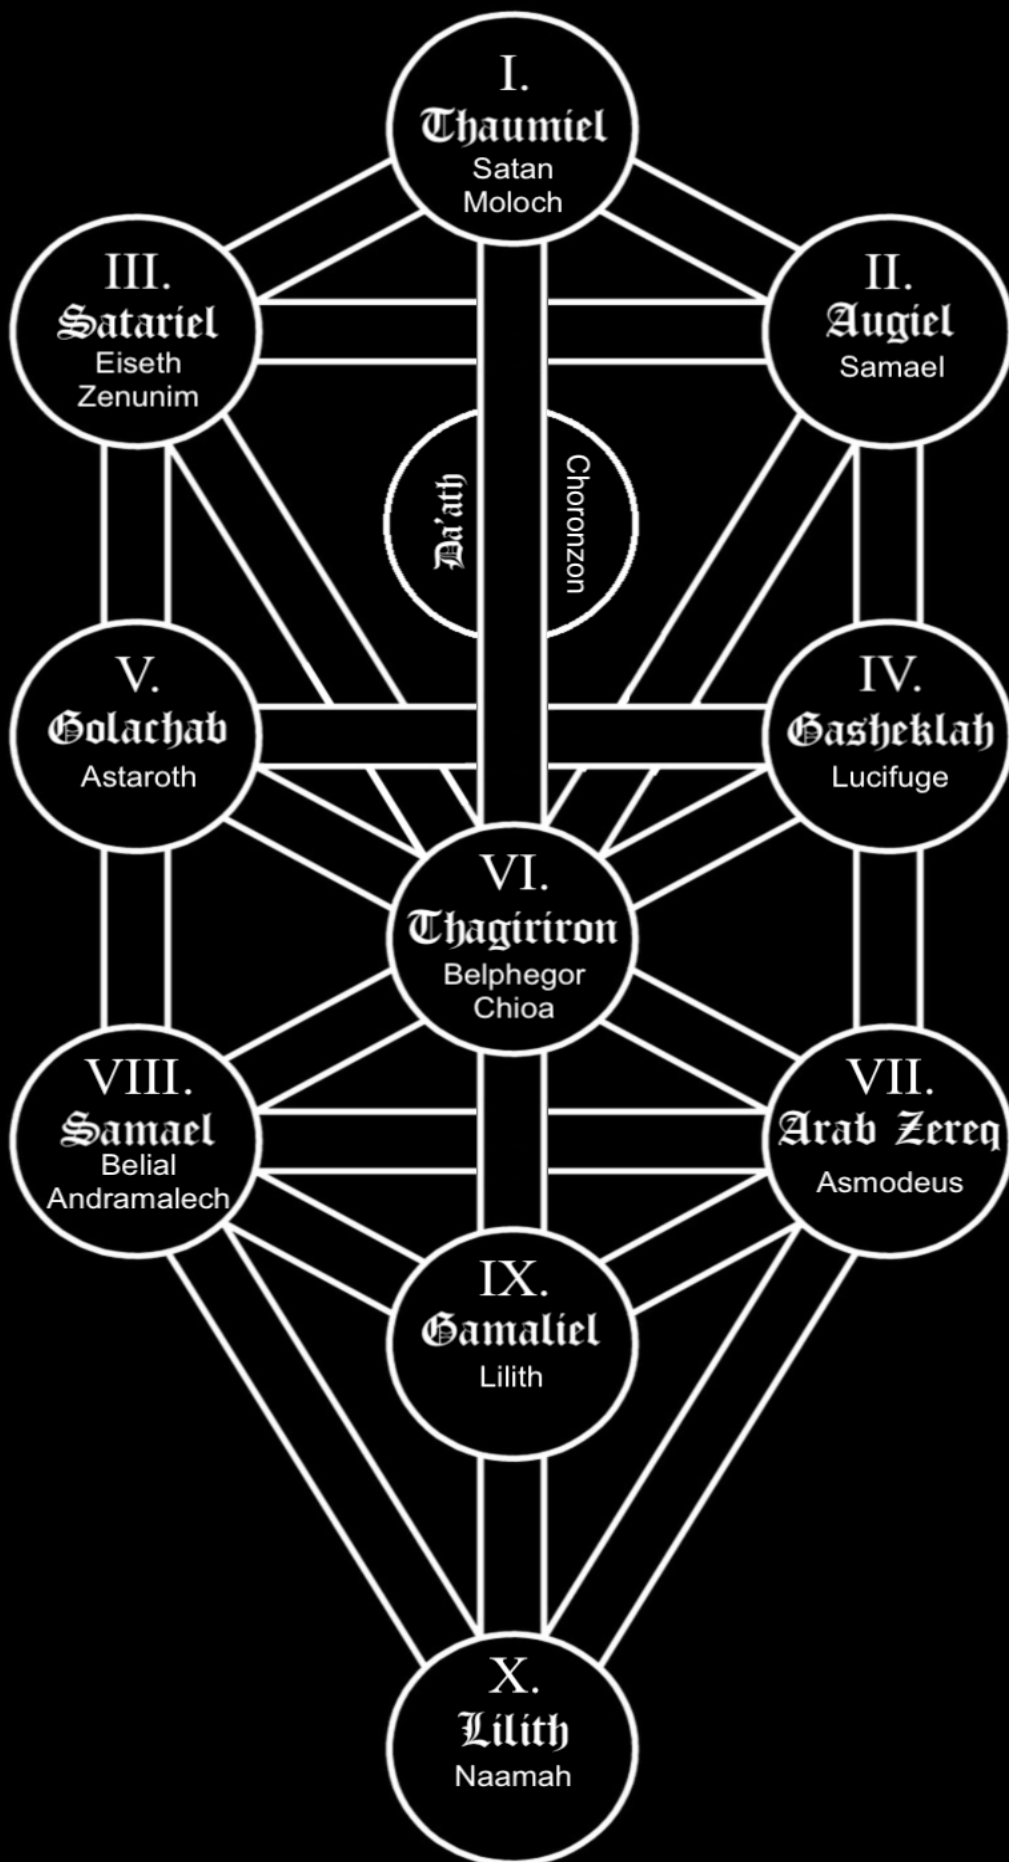 I.
Thaumiel
Satan
Moloch
III.
Satariel
Eiseth
Zenunim
II.
Augiel
Samael
Da'ath
Choronzon
V.
Golachab
Astaroth
IV.
Gasheklah
Lucifuge
VI.
Thagiriron
Belphegor
Chioa
VIII.
Samael
Belial
Andramalech
VII.
Arab Zereq
Asmodeus
IX.
Gamaliel
Lilith
X.
Lilith
Naamah